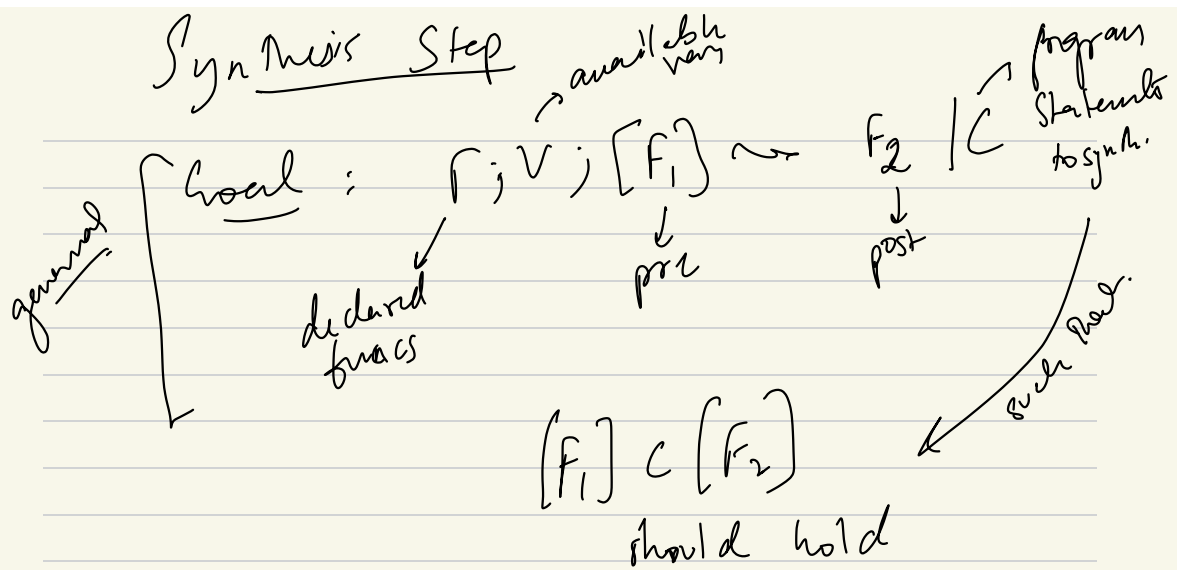 Synthesis Step
available vars
program
Statements
to synth.
general
Goal : Γ ; V ; [F₁] ⇝ F₂ | C
declared
funcs
pre
post
such that.
[F₁] C [F₂]
should hold